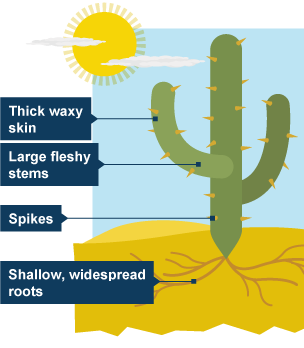 Thick waxy
skin
Large fleshy
stems
Spikes
Shallow, widespread
roots